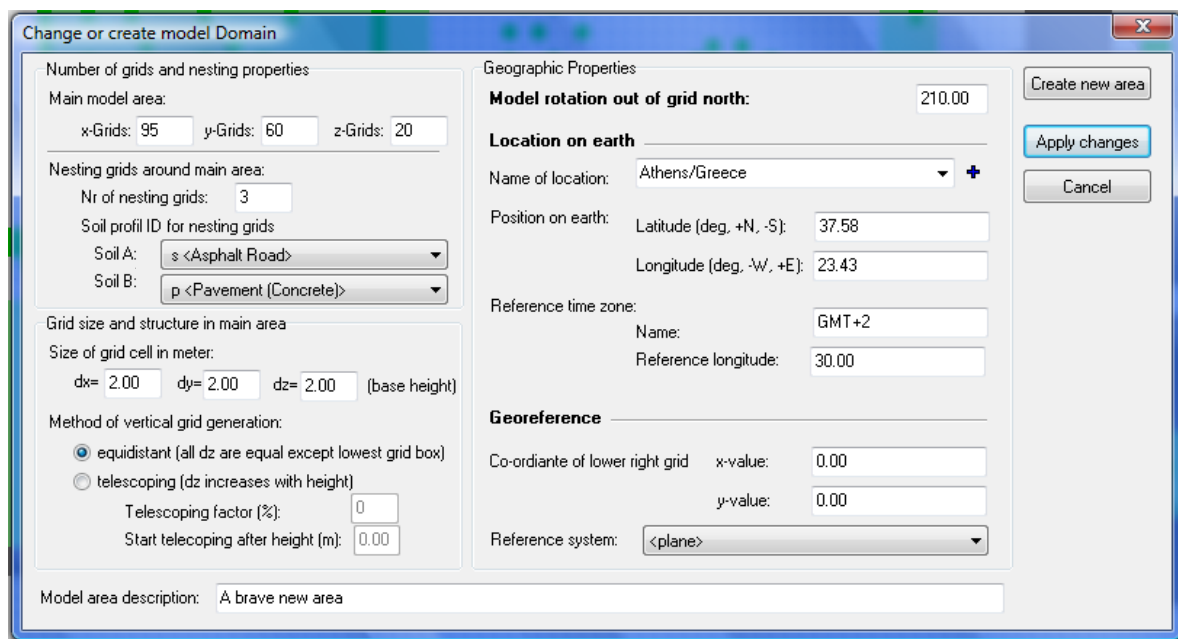 Change or create model Domain
X
Number of grids and nesting properties
Main model area:
x-Grids: 95 y-Grids: 60 z-Grids: 20
Nesting grids around main area:
Nr of nesting grids: 3
Soil profil ID for nesting grids
Soil A: s <Asphalt Road>
Soil B: p <Pavement (Concrete)>
Grid size and structure in main area
Size of grid cell in meter:
dx= 2.00 dy= 2.00 dz= 2.00 (base height)
Method of vertical grid generation:
equidistant (all dz are equal except lowest grid box)
telescoping (dz increases with height)
Telescoping factor (%): 0
Start telecoping after height (m): 0.00
Geographic Properties
Model rotation out of grid north: 210.00
Location on earth
Name of location: Athens/Greece
Position on earth: Latitude (deg, +N, -S): 37.58
Longitude (deg, -W, +E): 23.43
Reference time zone:
Name: GMT+2
Reference longitude: 30.00
Georeference
Co-ordiante of lower right grid x-value: 0.00
y-value: 0.00
Reference system: <plane>
Create new area
Apply changes
Cancel
Model area description: A brave new area